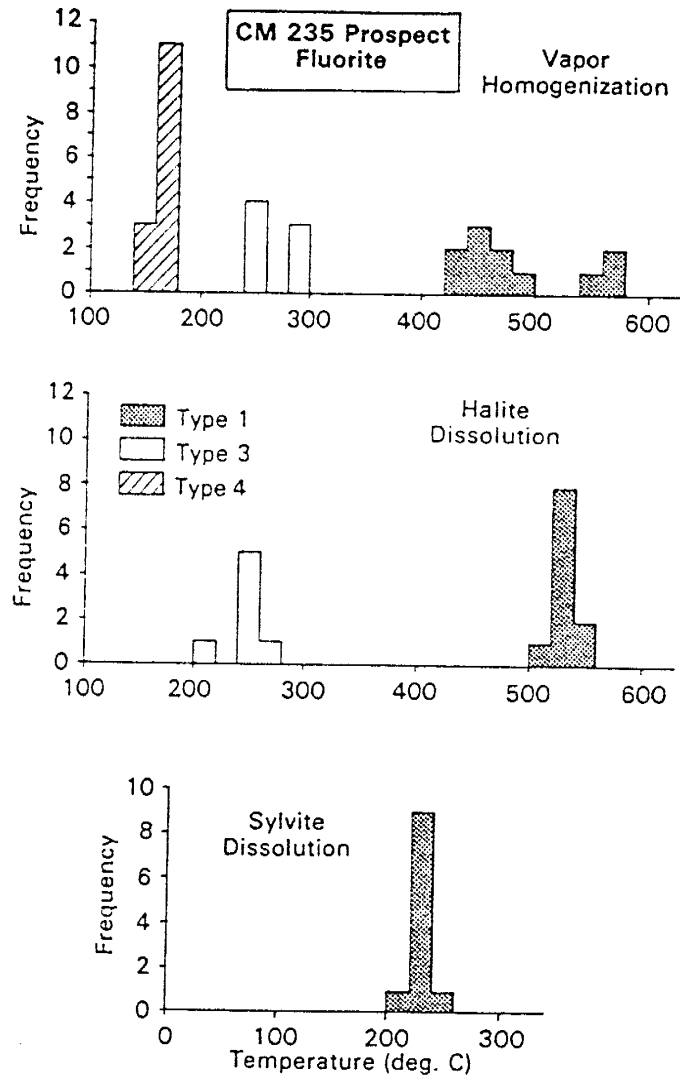 CM 235 Prospect
Fluorite
Vapor
Homogenization
Frequency
12
10
8
6
4
2
0
100 200 300 400 500 600
Halite
Dissolution
Type 1
Type 3
Type 4
Frequency
12
10
8
6
4
2
0
100 200 300 400 500 600
Sylvite
Dissolution
Frequency
10
8
6
4
2
0
0 100 200 300
Temperature (deg. C)